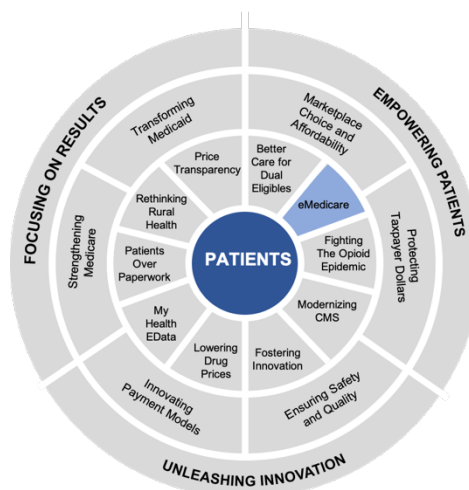 FOCUSING ON RESULTS
EMPOWERING PATIENTS
UNLEASHING INNOVATION
Transforming
Medicaid
Marketplace
Choice and
Affordability
Protecting
Taxpayer Dollars
Ensuring Safety
and Quality
Innovating
Payment Models
Strengthening
Medicare
Price
Transparency
Better
Care for
Dual
Eligibles
eMedicare
Fighting
The Opioid
Epidemic
Modernizing
CMS
Fostering
Innovation
Lowering
Drug
Prices
My
Health
EData
Patients
Over
Paperwork
Rethinking
Rural
Health
PATIENTS